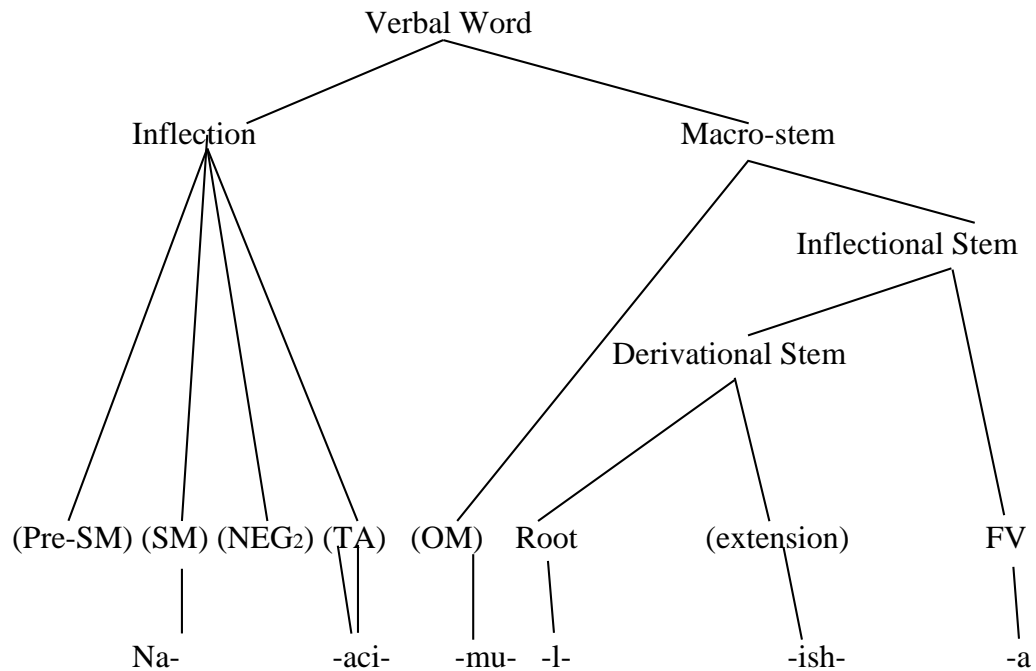 Verbal Word
Inflection Macro-stem
Inflectional Stem
Derivational Stem
(Pre-SM) (SM) (NEG2) (TA) (OM) Root (extension) FV
Na- -aci- -mu- -l- -ish- -a